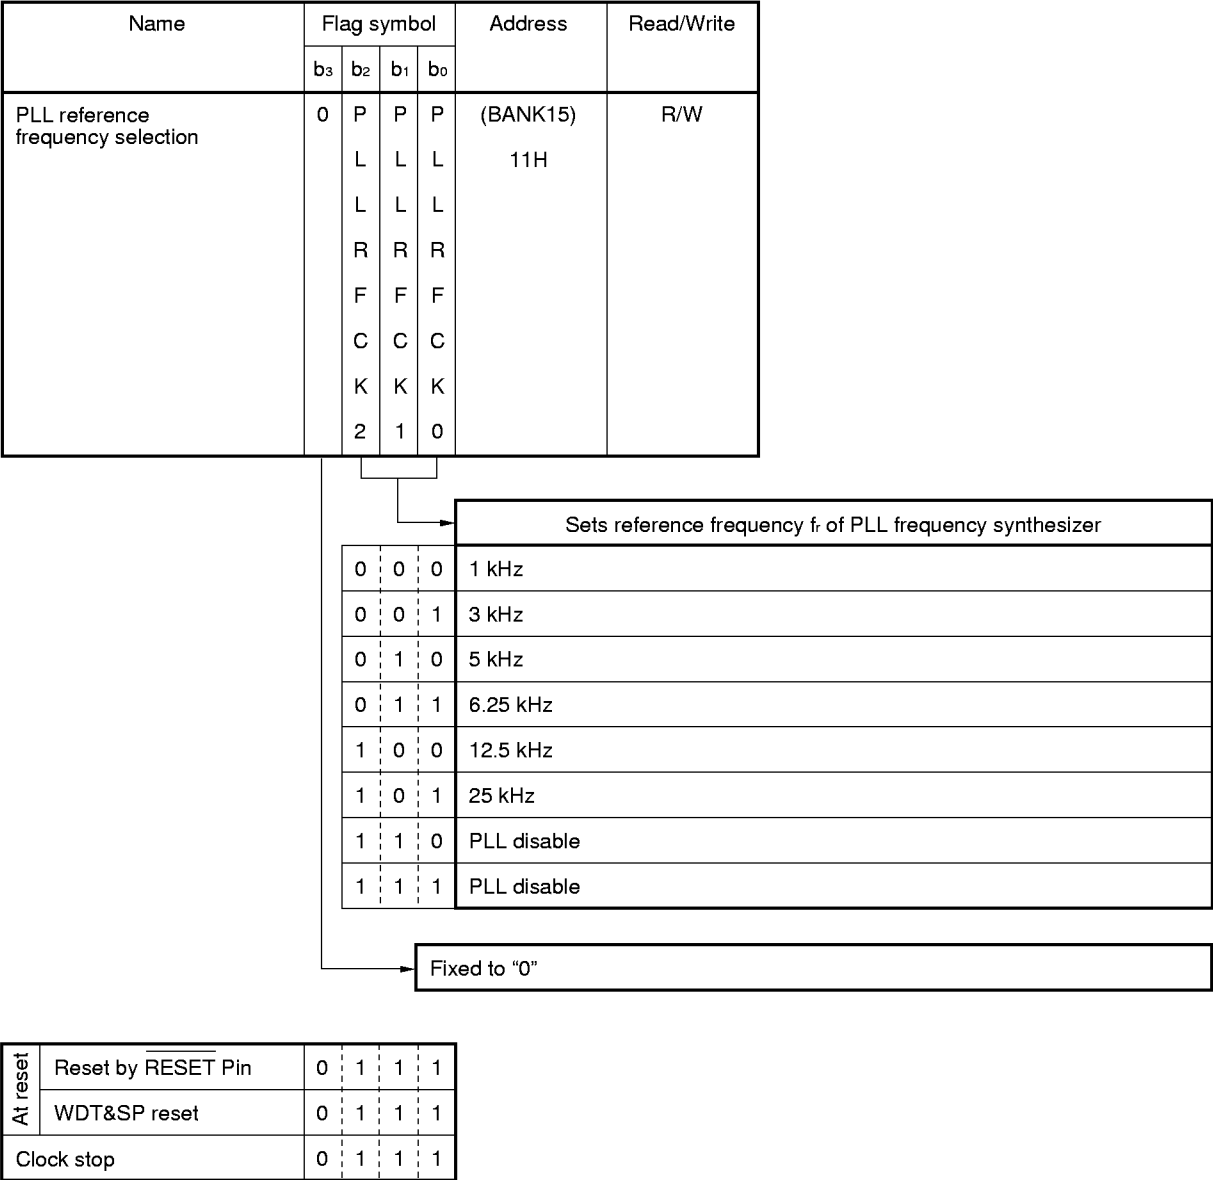 Name Flag symbol Address Read/Write
b3 b2 b1 b0
PLL reference 0 P P P (BANK15) R/W
frequency selection
L L L 11H
L L L
R R R
F F F
C C C
K K K
2 1 0
Sets reference frequency fr of PLL frequency synthesizer
0 0 0 1 kHz
0 0 1 3 kHz
0 1 0 5 kHz
0 1 1 6.25 kHz
1 0 0 12.5 kHz
1 0 1 25 kHz
1 1 0 PLL disable
1 1 1 PLL disable
Fixed to “0”
At reset
Reset by RESET Pin 0 1 1 1
WDT&SP reset 0 1 1 1
Clock stop 0 1 1 1